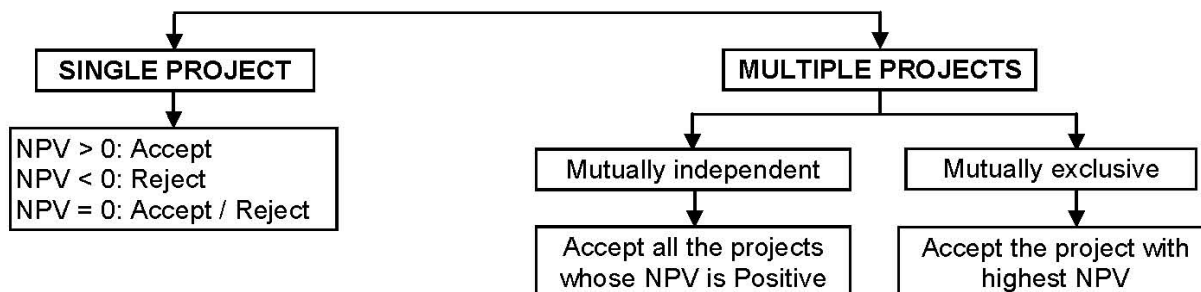 SINGLE PROJECT
NPV > 0: Accept
NPV < 0: Reject
NPV = 0: Accept / Reject
MULTIPLE PROJECTS
Mutually independent
Accept all the projects
whose NPV is Positive
Mutually exclusive
Accept the project with
highest NPV